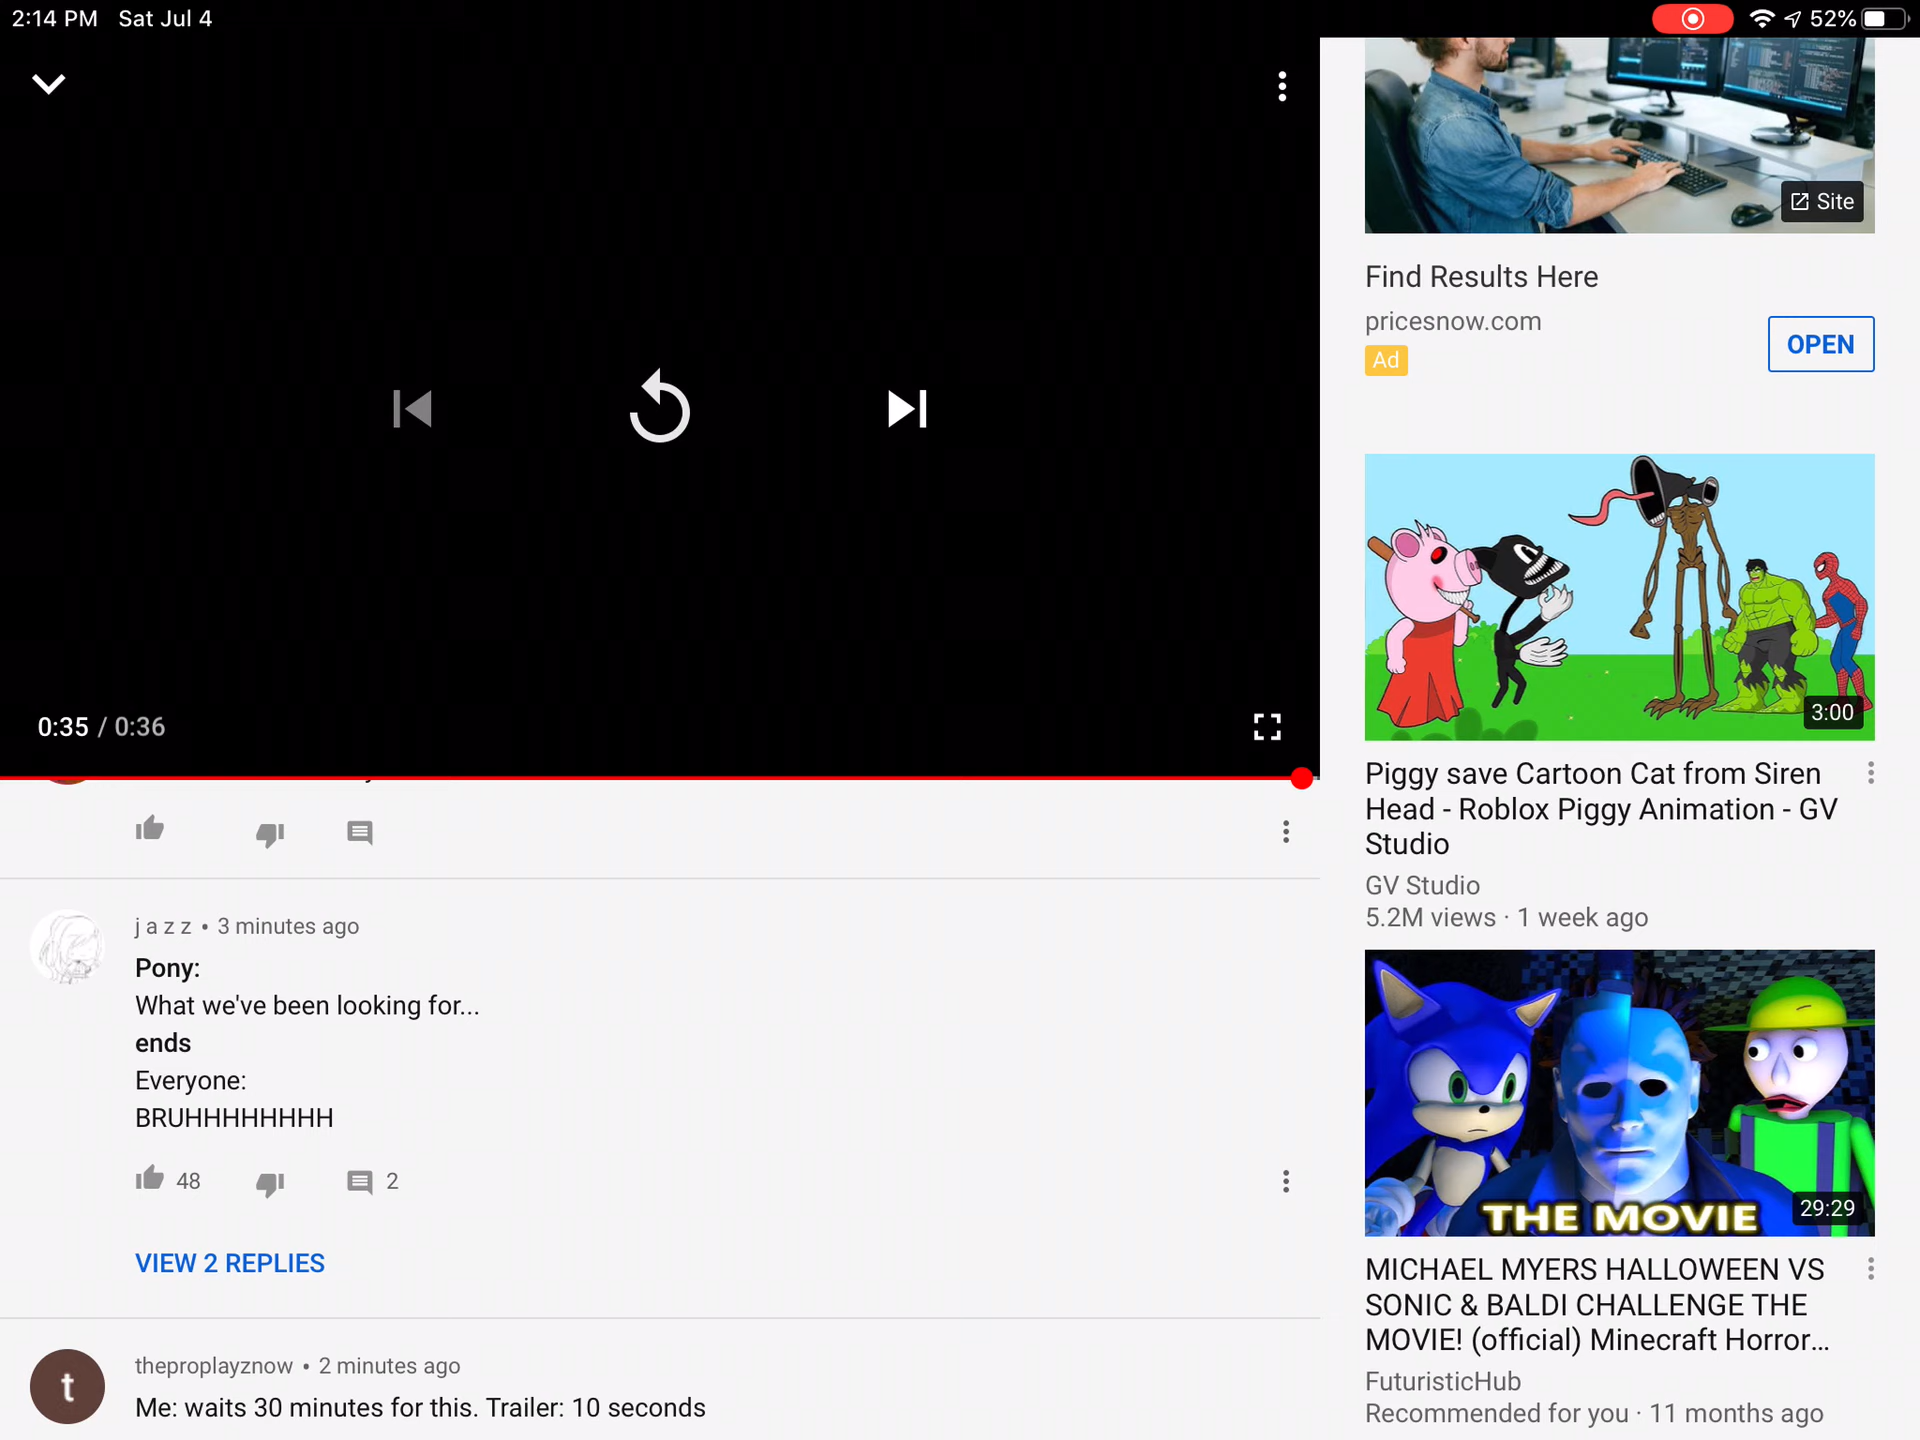 2:14 PM Sat Jul 4
52%
Site
Find Results Here
pricesnow.com
OPEN
Ad
0:35 / 0:36
3:00
Piggy save Cartoon Cat from Siren
Head - Roblox Piggy Animation - GV
Studio
GV Studio
5.2M views · 1 week ago
j a z z • 3 minutes ago
Pony:
What we've been looking for...
ends
Everyone:
BRUHHHHHHHH
48
2
VIEW 2 REPLIES
t
theproplayznow • 2 minutes ago
Me: waits 30 minutes for this. Trailer: 10 seconds
THE MOVIE
29:29
MICHAEL MYERS HALLOWEEN VS
SONIC & BALDI CHALLENGE THE
MOVIE! (official) Minecraft Horror...
FuturisticHub
Recommended for you · 11 months ago